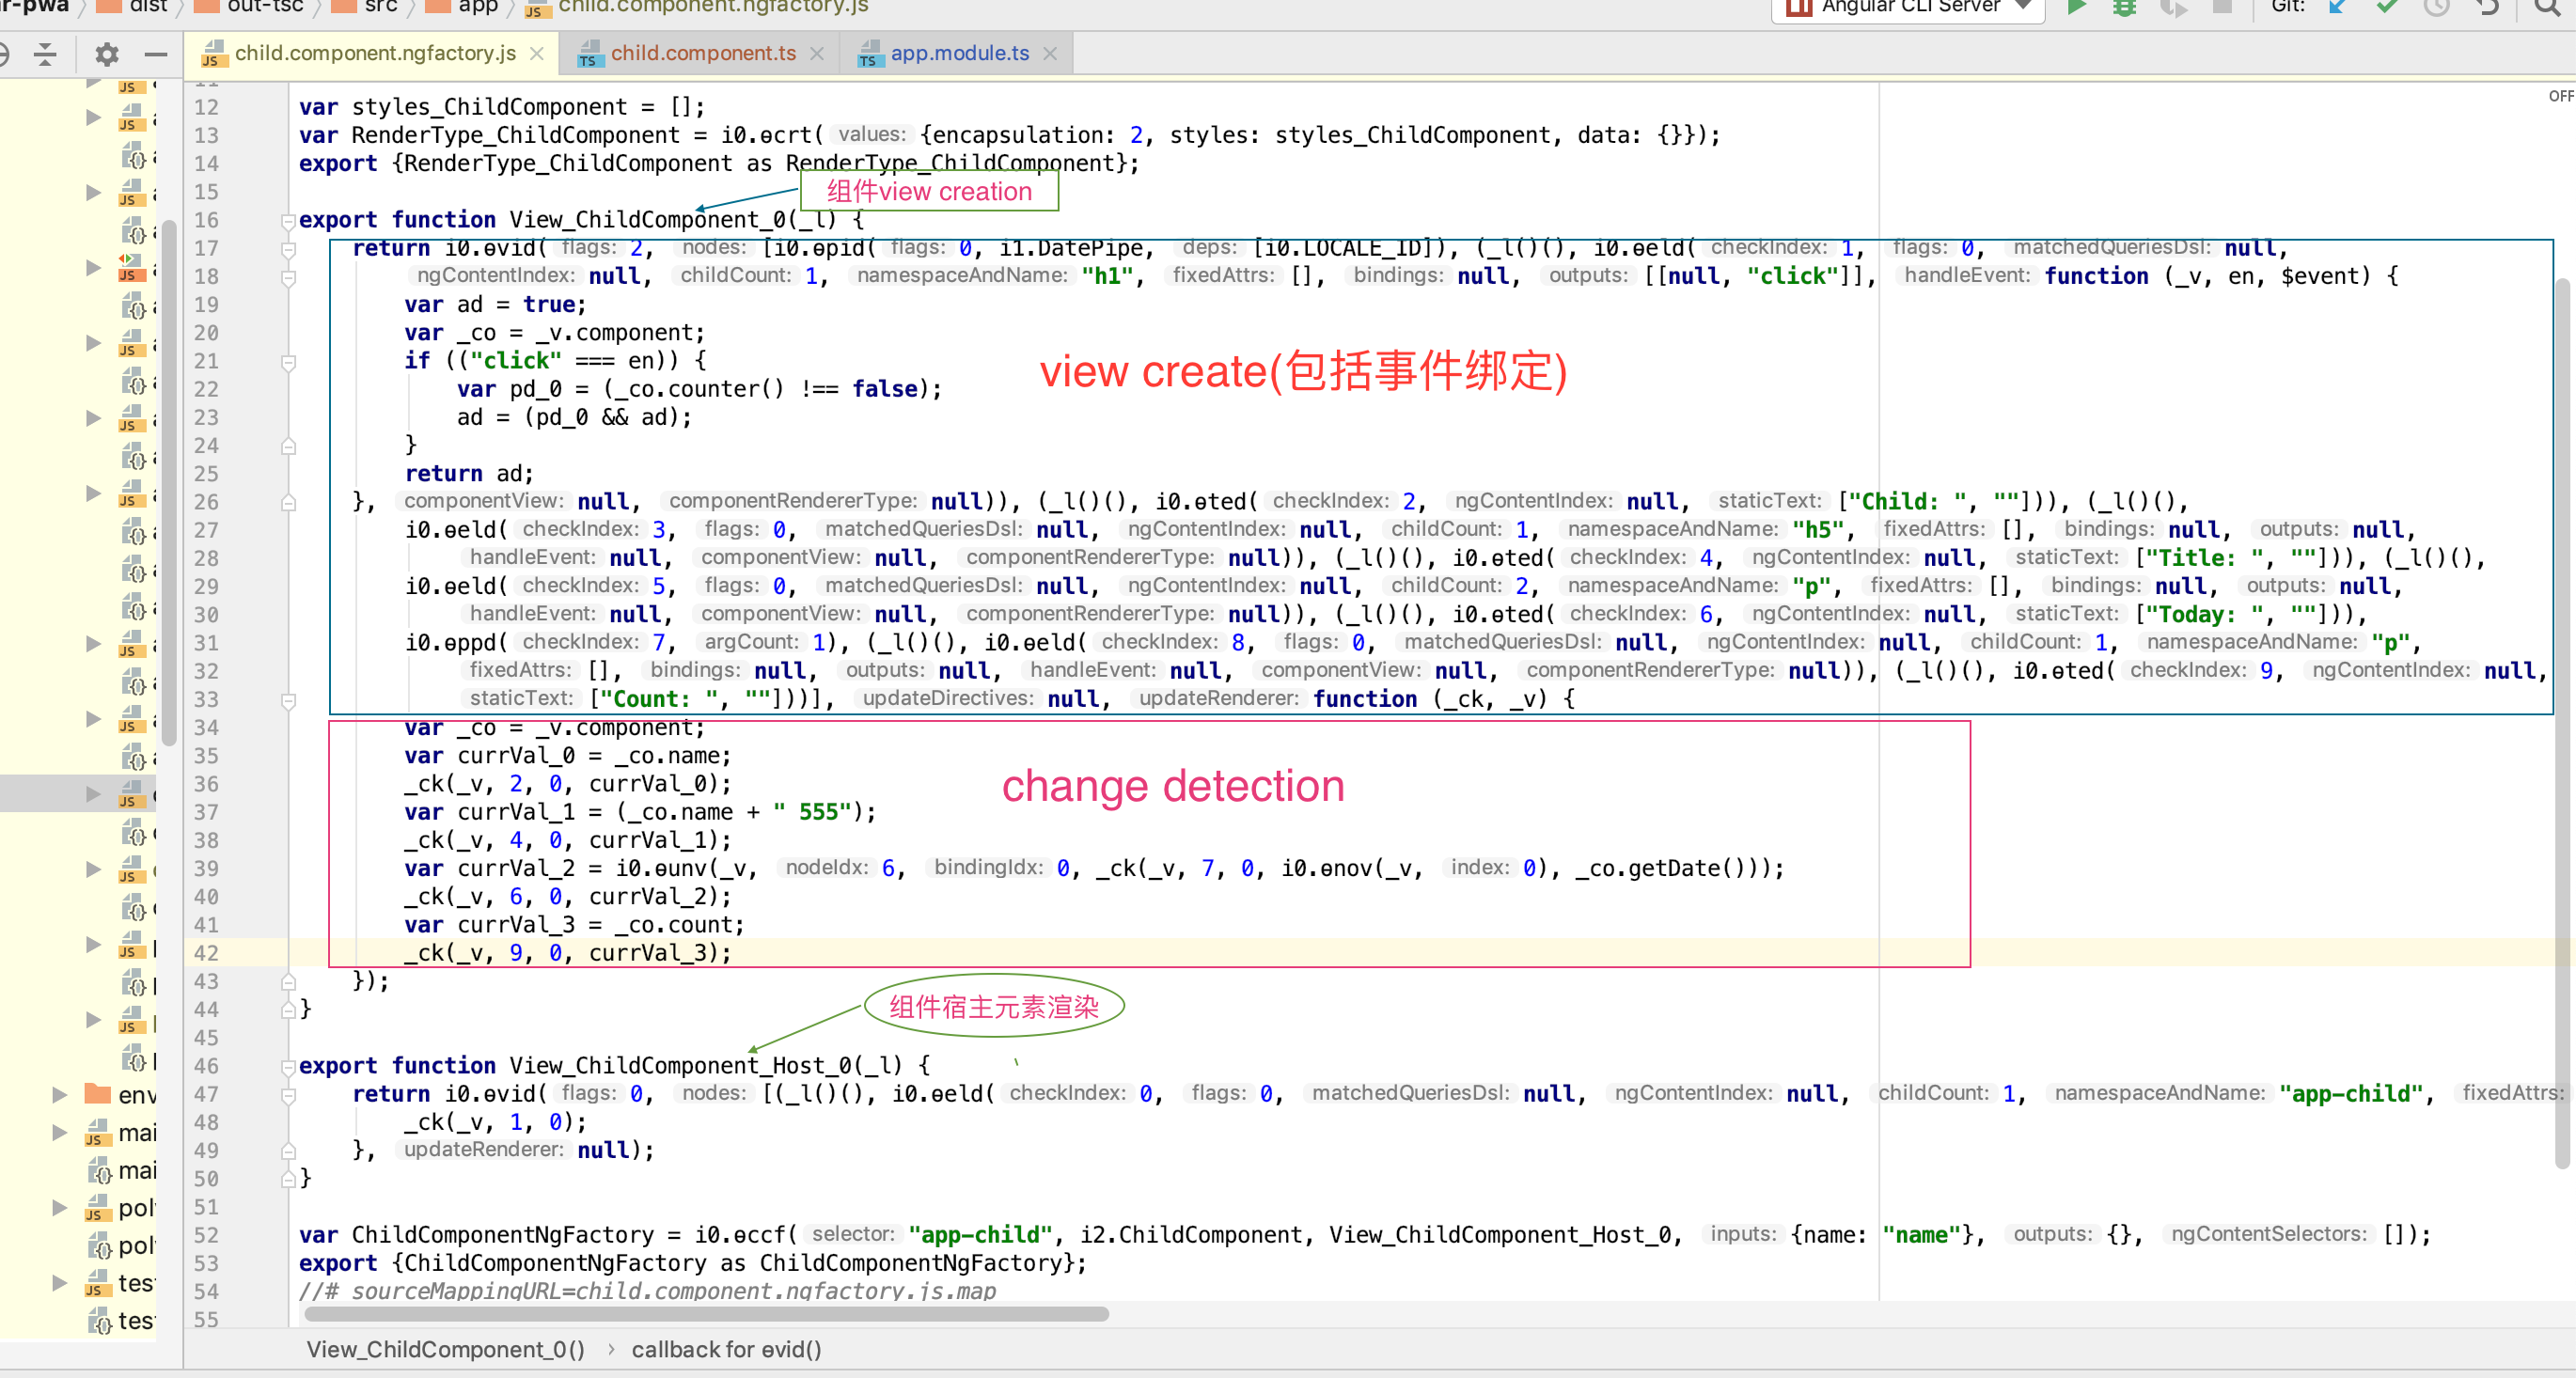 dist
out-tsc
src
app
child.component.ngfactory.js
Angular CLI Server
Git:
child.component.ngfactory.js
child.component.ts
app.module.ts
OFF
12 var styles_ChildComponent = [];
13 var RenderType_ChildComponent = i0.ɵcrt( values: {encapsulation: 2, styles: styles_ChildComponent, data: {}});
14 export {RenderType_ChildComponent as RenderType_ChildComponent};
15
组件view creation
16 export function View_ChildComponent_0(_l) {
17 return i0.ɵvid( flags: 2, nodes: [i0.ɵpid( flags: 0, i1.DatePipe, deps: [i0.LOCALE_ID]), (_l()(), i0.ɵeld( checkIndex: 1, flags: 0, matchedQueriesDsl: null,
18 ngContentIndex: null, childCount: 1, namespaceAndName: "h1", fixedAttrs: [], bindings: null, outputs: [[null, "click"]], handleEvent: function (_v, en, $event) {
19 var ad = true;
20 var _co = _v.component;
21 if (("click" === en)) {
view create(包括事件绑定)
22 var pd_0 = (_co.counter() !== false);
23 ad = (pd_0 && ad);
24 }
25 return ad;
26 }, componentView: null, componentRendererType: null)), (_l()(), i0.ɵted( checkIndex: 2, ngContentIndex: null, staticText: ["Child: ", ""])), (_l()(),
27 i0.ɵeld( checkIndex: 3, flags: 0, matchedQueriesDsl: null, ngContentIndex: null, childCount: 1, namespaceAndName: "h5", fixedAttrs: [], bindings: null, outputs: null,
28 handleEvent: null, componentView: null, componentRendererType: null)), (_l()(), i0.ɵted( checkIndex: 4, ngContentIndex: null, staticText: ["Title: ", ""])), (_l()(),
29 i0.ɵeld( checkIndex: 5, flags: 0, matchedQueriesDsl: null, ngContentIndex: null, childCount: 2, namespaceAndName: "p", fixedAttrs: [], bindings: null, outputs: null,
30 handleEvent: null, componentView: null, componentRendererType: null)), (_l()(), i0.ɵted( checkIndex: 6, ngContentIndex: null, staticText: ["Today: ", ""])),
31 i0.ɵppd( checkIndex: 7, argCount: 1), (_l()(), i0.ɵeld( checkIndex: 8, flags: 0, matchedQueriesDsl: null, ngContentIndex: null, childCount: 1, namespaceAndName: "p",
32 fixedAttrs: [], bindings: null, outputs: null, handleEvent: null, componentView: null, componentRendererType: null)), (_l()(), i0.ɵted( checkIndex: 9, ngContentIndex: null,
33 staticText: ["Count: ", ""]))], updateDirectives: null, updateRenderer: function (_ck, _v) {
34 var _co = _v.component;
35 var currVal_0 = _co.name;
36 _ck(_v, 2, 0, currVal_0);
change detection
37 var currVal_1 = (_co.name + " 555");
38 _ck(_v, 4, 0, currVal_1);
39 var currVal_2 = i0.ɵunv(_v, nodeIdx: 6, bindingIdx: 0, _ck(_v, 7, 0, i0.ɵnov(_v, index: 0), _co.getDate()));
40 _ck(_v, 6, 0, currVal_2);
41 var currVal_3 = _co.count;
42 _ck(_v, 9, 0, currVal_3);
43 });
44 }
组件宿主元素渲染
45
46 export function View_ChildComponent_Host_0(_l) {
47 return i0.ɵvid( flags: 0, nodes: [(_l()(), i0.ɵeld( checkIndex: 0, flags: 0, matchedQueriesDsl: null, ngContentIndex: null, childCount: 1, namespaceAndName: "app-child", fixedAttrs:
48 _ck(_v, 1, 0);
49 }, updateRenderer: null);
50 }
51
52 var ChildComponentNgFactory = i0.ɵccf( selector: "app-child", i2.ChildComponent, View_ChildComponent_Host_0, inputs: {name: "name"}, outputs: {}, ngContentSelectors: []);
53 export {ChildComponentNgFactory as ChildComponentNgFactory};
54 //# sourceMappingURL=child.component.ngfactory.js.map
55
env
mai
mai
pol
pol
tes
tes
View_ChildComponent_0() › callback for ɵvid()